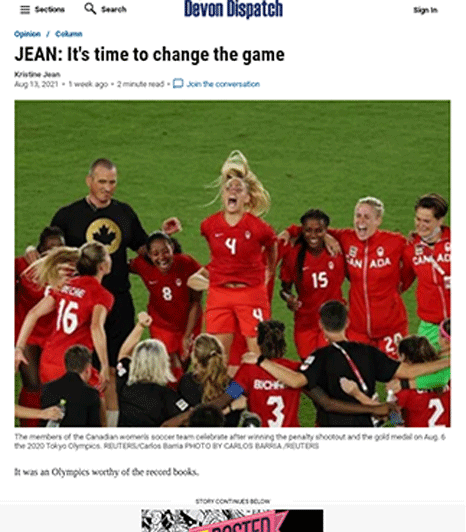 Sections
Search
Devon Dispatch
Sign In
Opinion / Column
JEAN: It's time to change the game
Kristine Jean
Aug 13, 2021 • 1 week ago • 2 minute read • Join the conversation
4
CANADA
CANADA
8
15
16
20
3
2
The members of the Canadian women's soccer team celebrate after winning the penalty shootout and the gold medal on Aug. 6
the 2020 Tokyo Olympics. REUTERS/Carlos Barria PHOTO BY CARLOS BARRIA /REUTERS
It was an Olympics worthy of the record books.
STORY CONTINUES BELOW